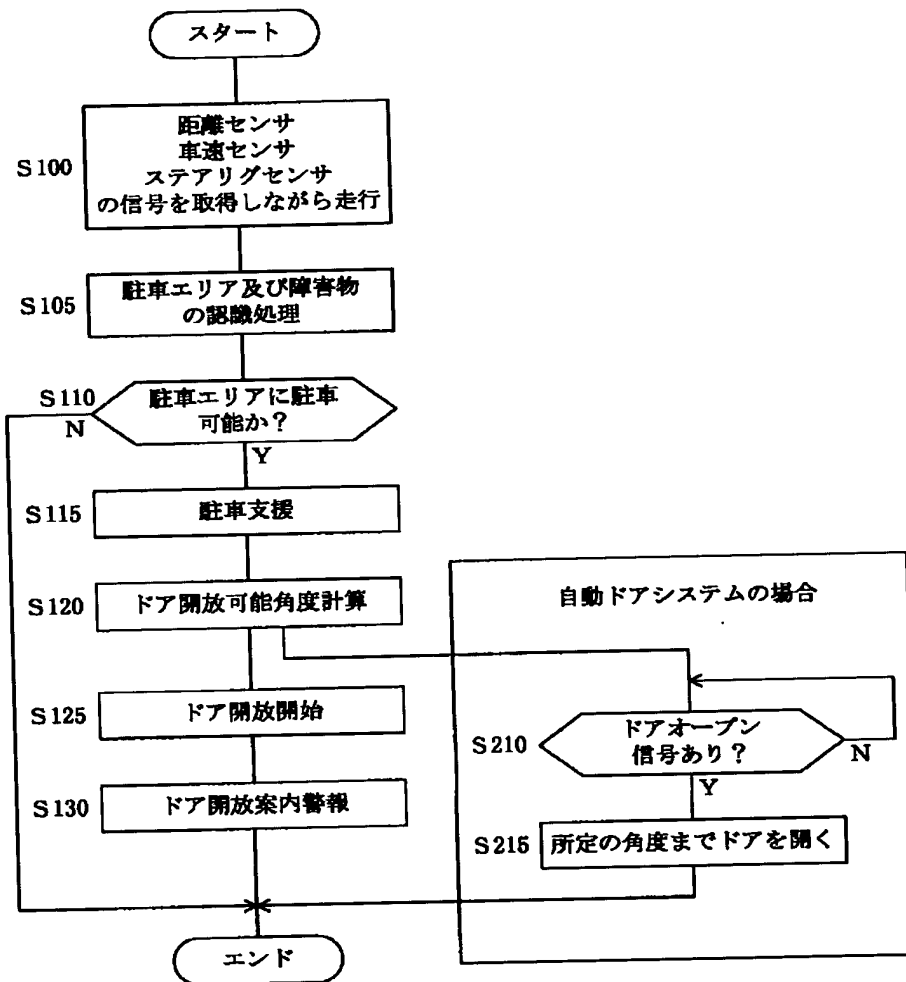 スタート
S100
距離センサ
車速センサ
ステアリグセンサ
の信号を取得しながら走行
S105
駐車エリア及び障害物
の認識処理
S110
駐車エリアに駐車
可能か？
N
Y
S115
駐車支援
S120
ドア開放可能角度計算
S125
ドア開放開始
S130
ドア開放案内警報
自動ドアシステムの場合
S210
ドアオープン
信号あり？
N
Y
S215
所定の角度までドアを開く
エンド